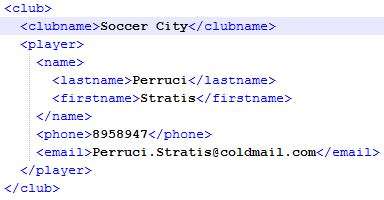 <club>
<clubname>Soccer City</clubname>
<player>
<name>
<lastname>Perruci</lastname>
<firstname>Stratis</firstname>
</name>
<phone>8958947</phone>
<email>Perruci.Stratis@coldmail.com</email>
</player>
</club>